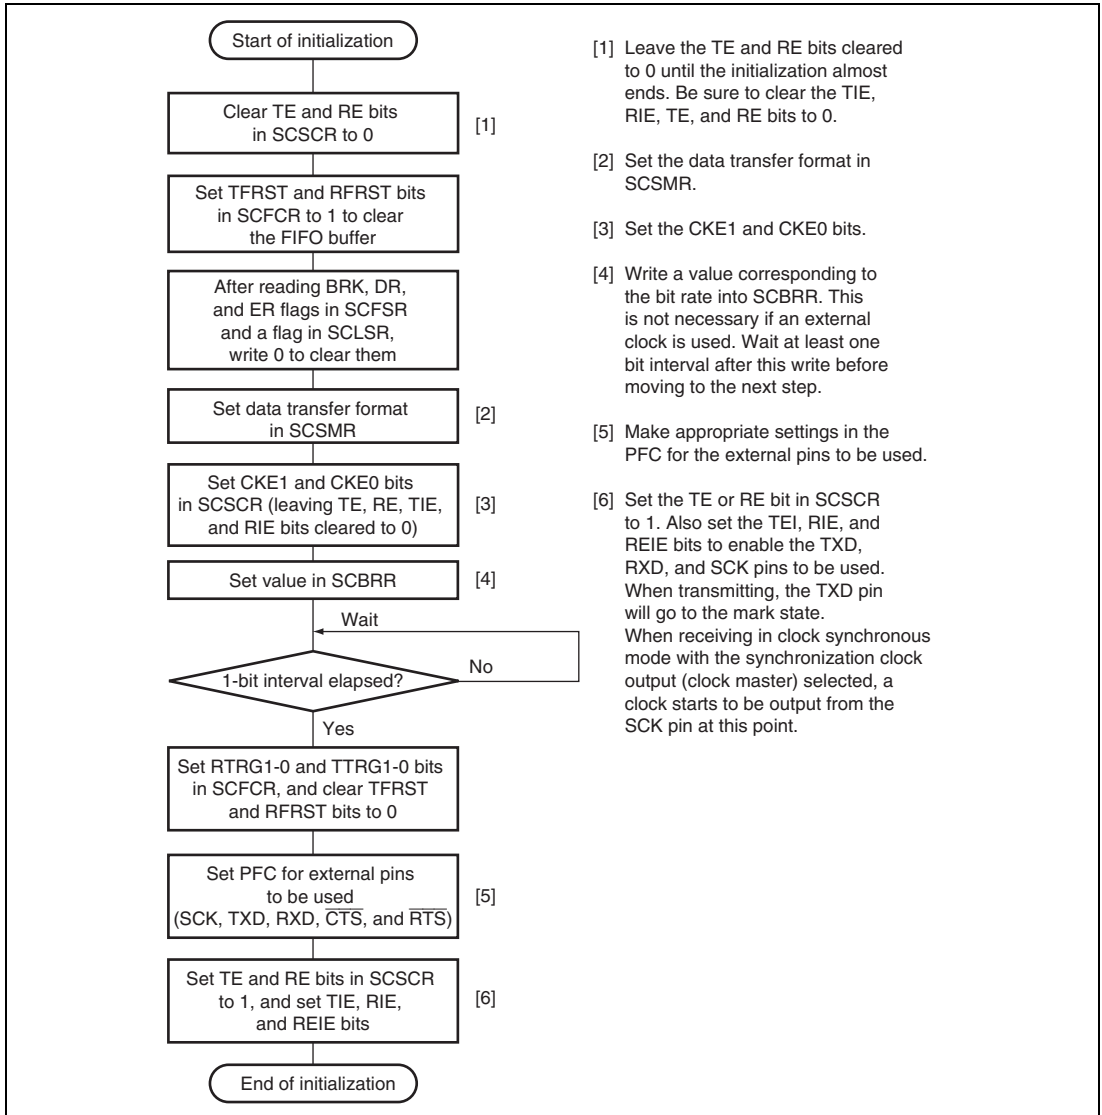 Start of initialization
Clear TE and RE bits
in SCSCR to 0
[1]
Set TFRST and RFRST bits
in SCFCR to 1 to clear
the FIFO buffer
After reading BRK, DR,
and ER flags in SCFSR
and a flag in SCLSR,
write 0 to clear them
Set data transfer format
in SCSMR
[2]
Set CKE1 and CKE0 bits
in SCSCR (leaving TE, RE, TIE,
and RIE bits cleared to 0)
[3]
Set value in SCBRR
[4]
Wait
1-bit interval elapsed?
No
Yes
Set RTRG1-0 and TTRG1-0 bits
in SCFCR, and clear TFRST
and RFRST bits to 0
Set PFC for external pins
to be used
(SCK, TXD, RXD, C̅T̅S̅, and R̅T̅S̅)
[5]
Set TE and RE bits in SCSCR
to 1, and set TIE, RIE,
and REIE bits
[6]
End of initialization
[1] Leave the TE and RE bits cleared
to 0 until the initialization almost
ends. Be sure to clear the TIE,
RIE, TE, and RE bits to 0.
[2] Set the data transfer format in
SCSMR.
[3] Set the CKE1 and CKE0 bits.
[4] Write a value corresponding to
the bit rate into SCBRR. This
is not necessary if an external
clock is used. Wait at least one
bit interval after this write before
moving to the next step.
[5] Make appropriate settings in the
PFC for the external pins to be used.
[6] Set the TE or RE bit in SCSCR
to 1. Also set the TEI, RIE, and
REIE bits to enable the TXD,
RXD, and SCK pins to be used.
When transmitting, the TXD pin
will go to the mark state.
When receiving in clock synchronous
mode with the synchronization clock
output (clock master) selected, a
clock starts to be output from the
SCK pin at this point.